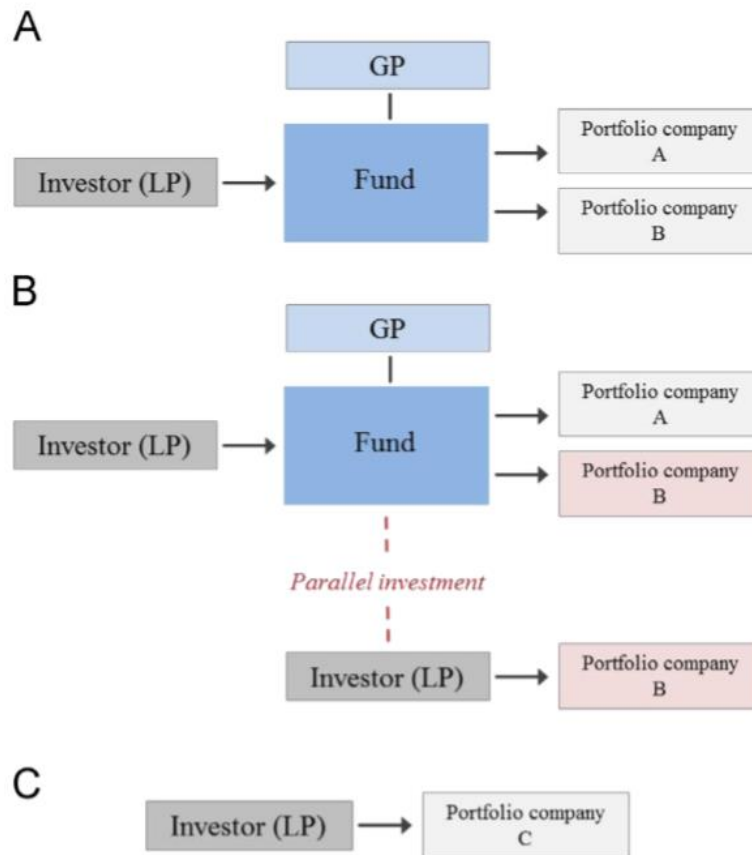 A
GP
Investor (LP)
Fund
Portfolio company
A
Portfolio company
B
B
GP
Investor (LP)
Fund
Portfolio company
A
Portfolio company
B
Parallel investment
Investor (LP)
Portfolio company
B
C
Investor (LP)
Portfolio company
C